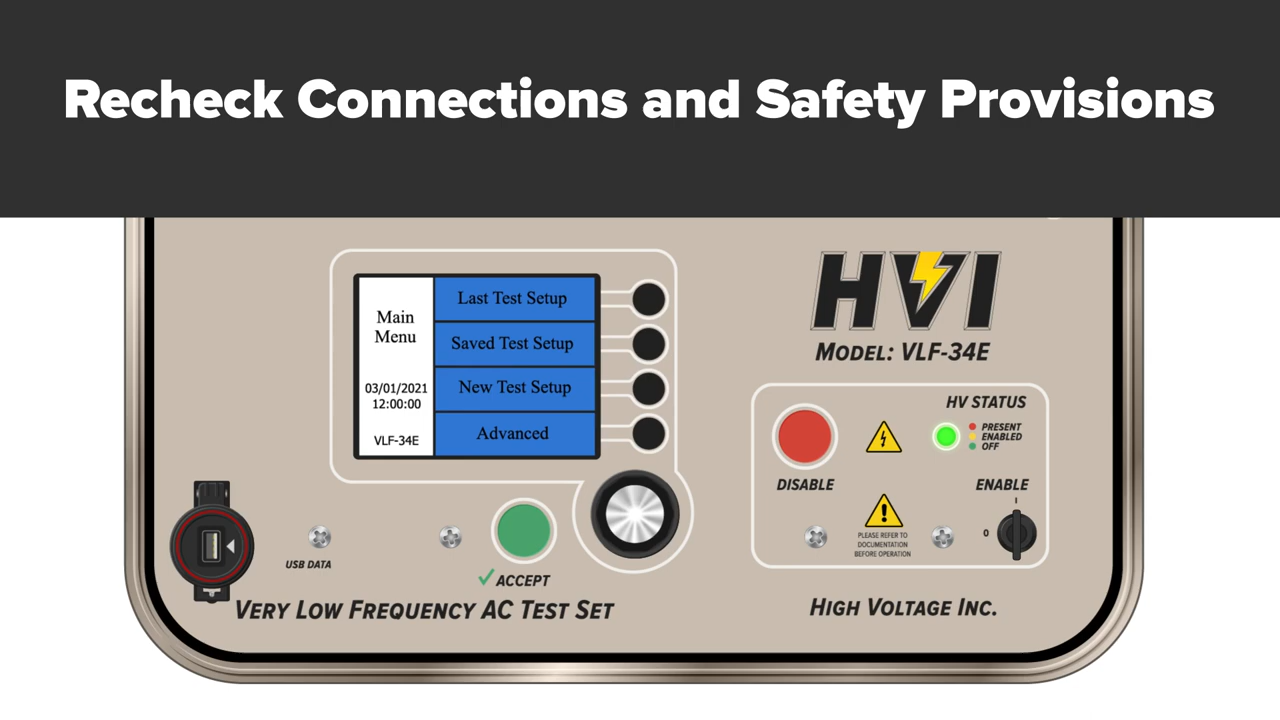 Recheck Connections and Safety Provisions
Main
Menu
03/01/2021
12:00:00
VLF-34E
Last Test Setup
Saved Test Setup
New Test Setup
Advanced
HVI
MODEL: VLF-34E
HV STATUS
PRESENT
ENABLED
OFF
DISABLE
ENABLE
I
0
PLEASE REFER TO
DOCUMENTATION
BEFORE OPERATION
USB DATA
ACCEPT
VERY LOW FREQUENCY AC TEST SET
HIGH VOLTAGE INC.